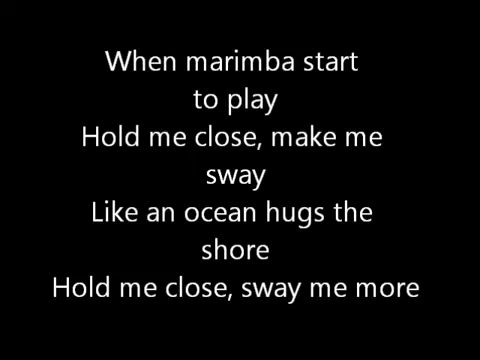 When marimba start
to play
Hold me close, make me
sway
Like an ocean hugs the
shore
Hold me close, sway me more